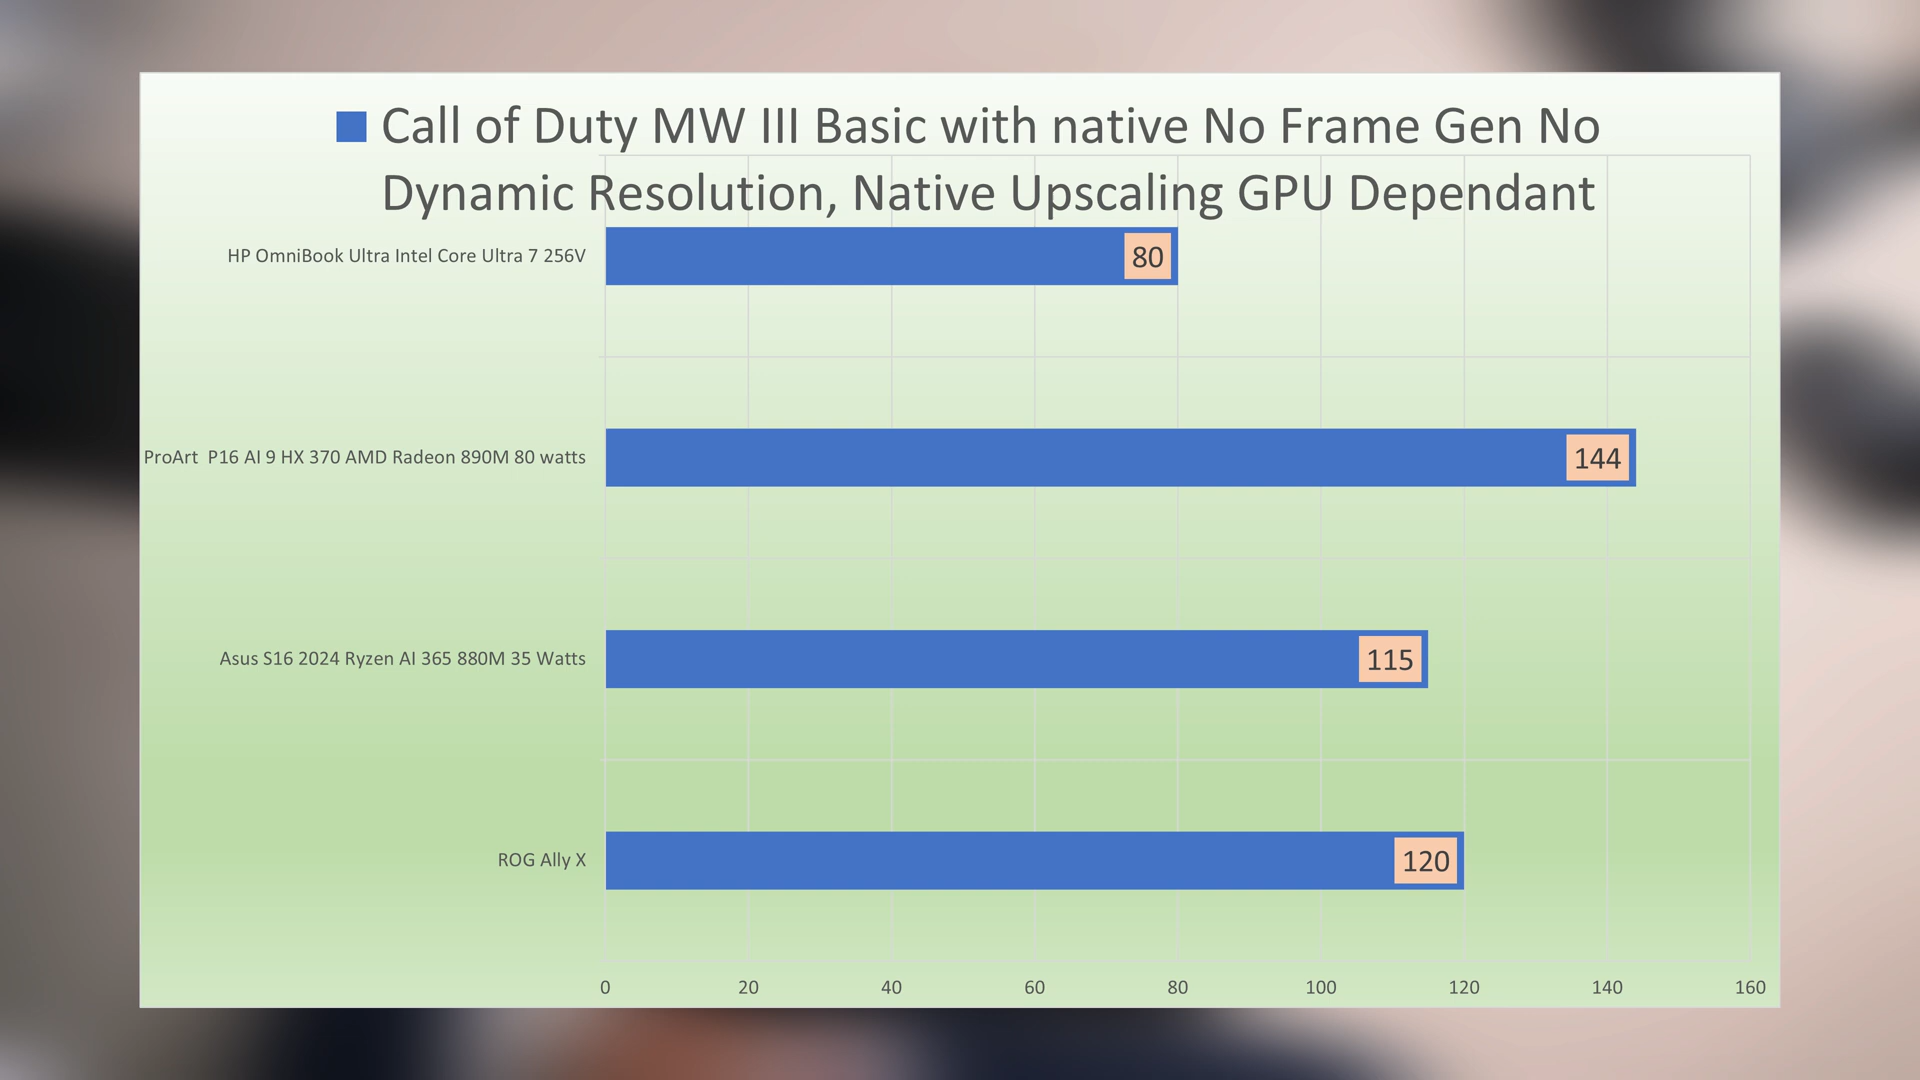 Call of Duty MW III Basic with native No Frame Gen No
Dynamic Resolution, Native Upscaling GPU Dependant
HP OmniBook Ultra Intel Core Ultra 7 256V
80
ProArt  P16 AI 9 HX 370 AMD Radeon 890M 80 watts
144
Asus S16 2024 Ryzen AI 365 880M 35 Watts
115
ROG Ally X
120
0 20 40 60 80 100 120 140 160